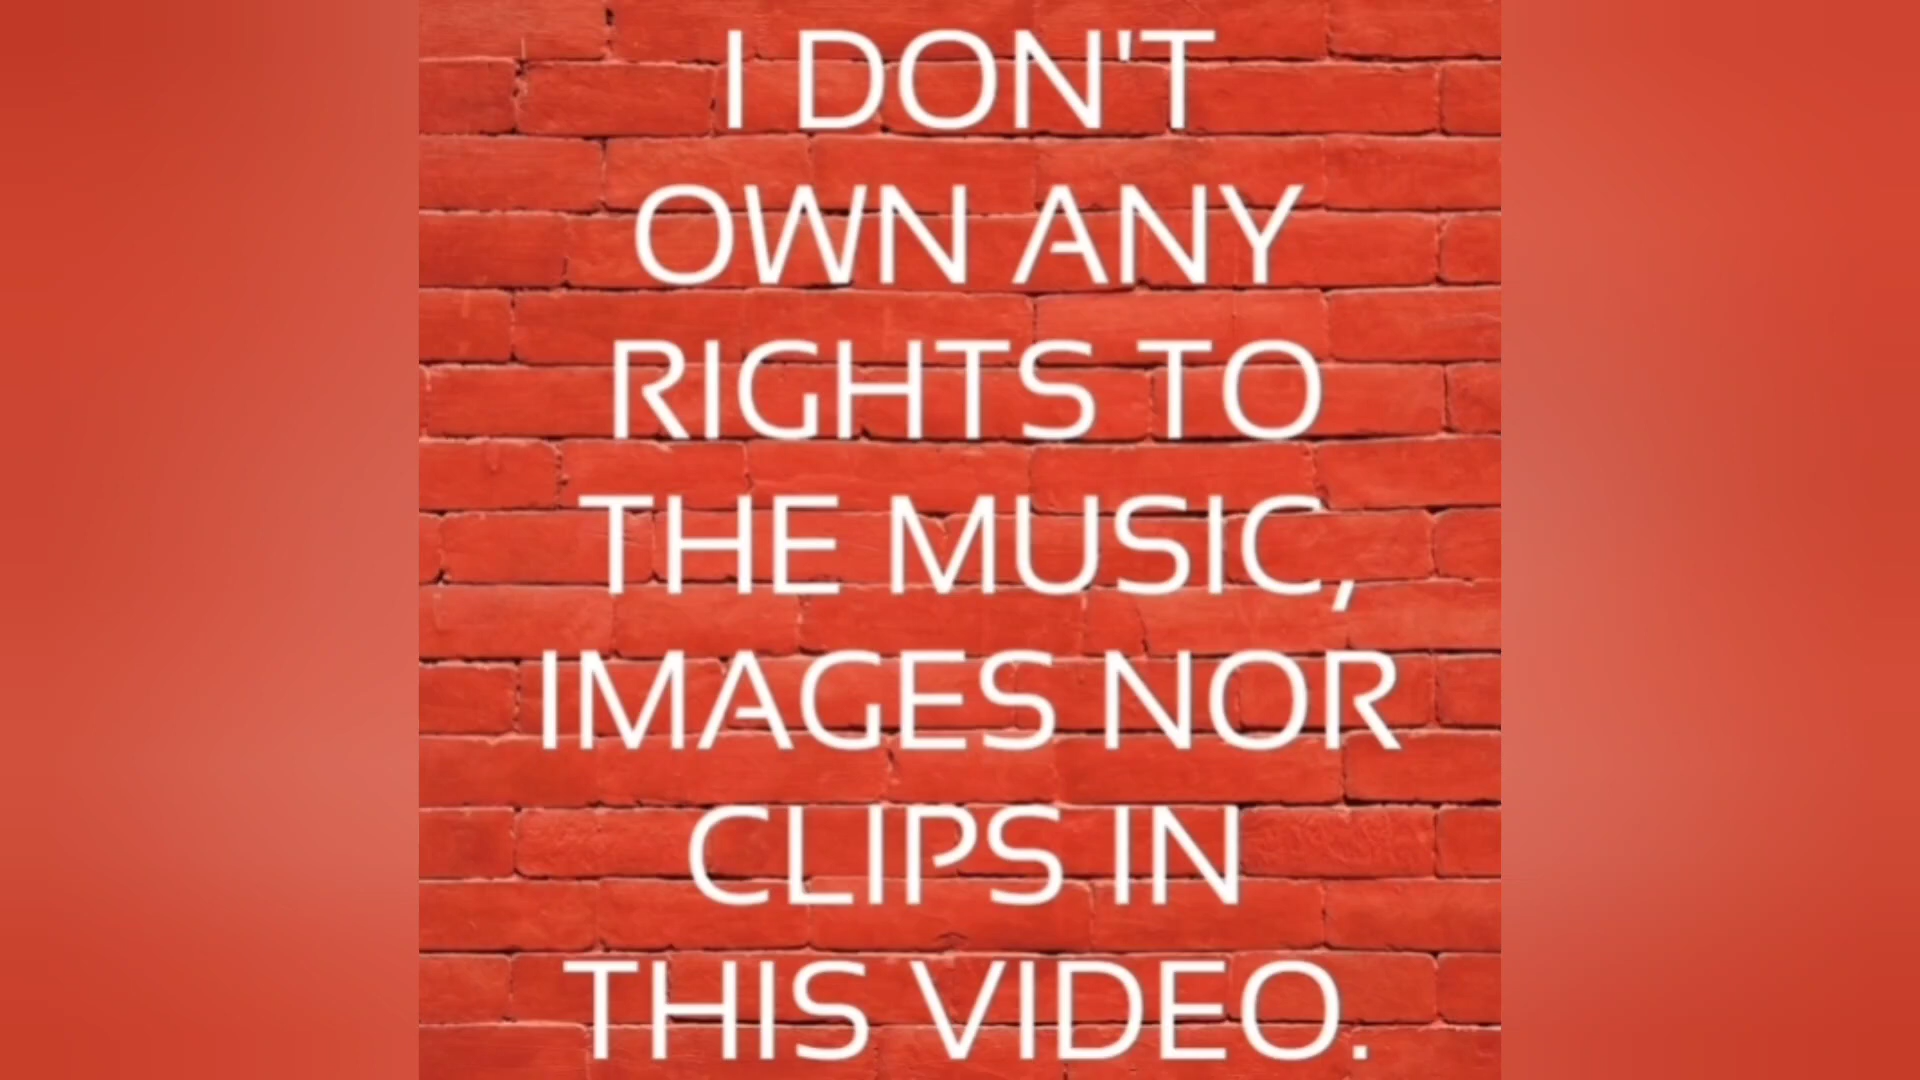 I DON'T
OWN ANY
RIGHTS TO
THE MUSIC,
IMAGES NOR
CLIPS IN
THIS VIDEO.